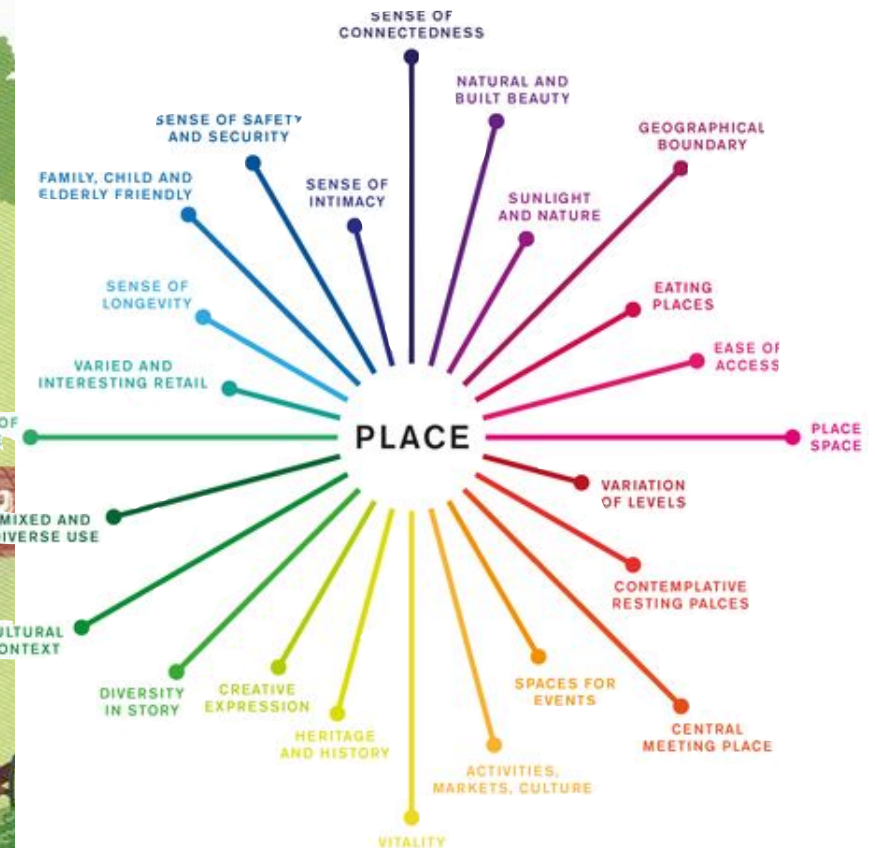 SENSE OF
CONNECTEDNESS
NATURAL AND
BUILT BEAUTY
GEOGRAPHICAL
BOUNDARY
SUNLIGHT
AND NATURE
EATING
PLACES
EASE OF
ACCESS
PLACE
SPACE
VARIATION
OF LEVELS
CONTEMPLATIVE
RESTING PALCES
CENTRAL
MEETING PLACE
SPACES FOR
EVENTS
ACTIVITIES,
MARKETS, CULTURE
VITALITY
HERITAGE
AND HISTORY
CREATIVE
EXPRESSION
DIVERSITY
IN STORY
ULTURAL
ONTEXT
MIXED AND
DIVERSE USE
OF
VARIED AND
INTERESTING RETAIL
SENSE OF
LONGEVITY
FAMILY, CHILD AND
ELDERLY FRIENDLY
SENSE OF SAFETY
AND SECURITY
SENSE OF
INTIMACY
PLACE